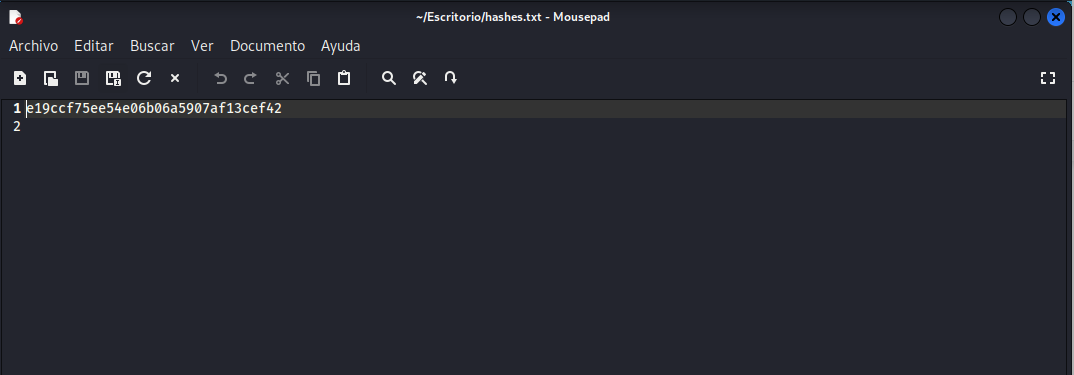 ~/Escritorio/hashes.txt - Mousepad
Archivo Editar Buscar Ver Documento Ayuda
1 e19ccf75ee54e06b06a5907af13cef42
2